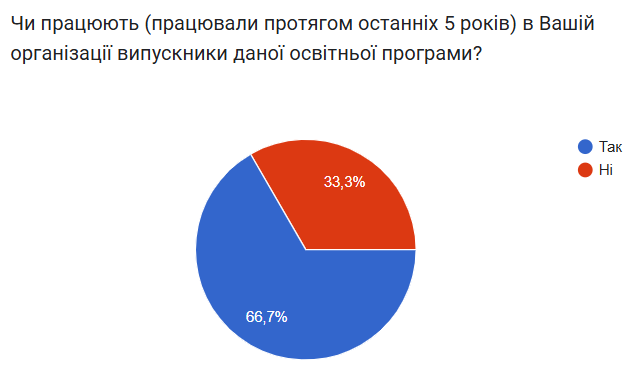 Чи працюють (працювали протягом останніх 5 років) в Вашій
організації випускники даної освітньої програми?
Так
Ні
33,3%
66,7%